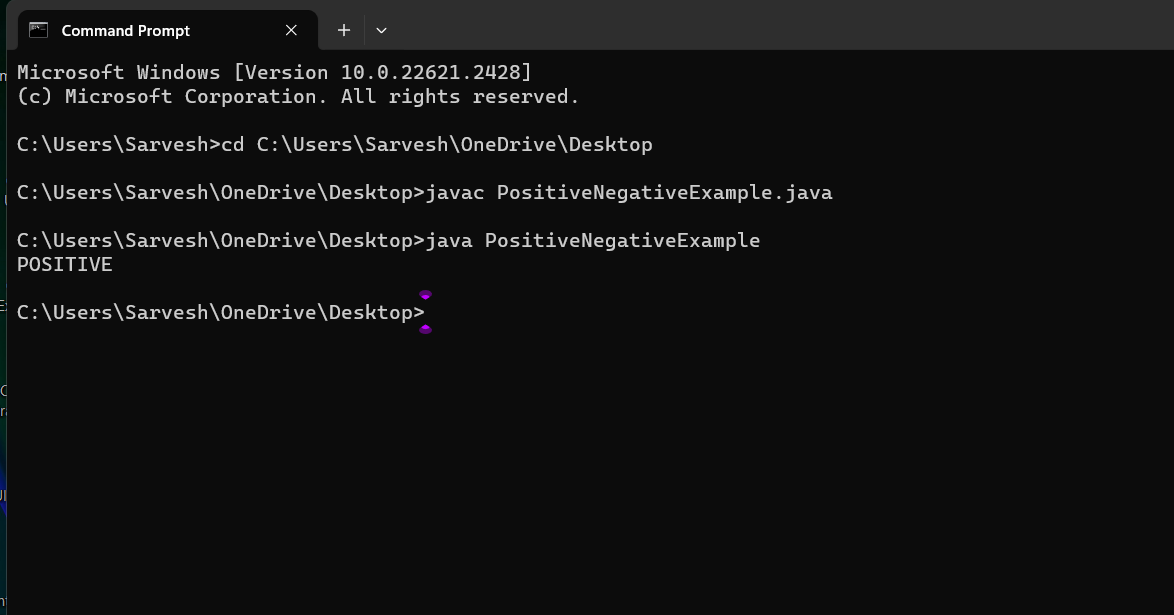 Command Prompt
Microsoft Windows [Version 10.0.22621.2428]
(c) Microsoft Corporation. All rights reserved.
C:\Users\Sarvesh>cd C:\Users\Sarvesh\OneDrive\Desktop
C:\Users\Sarvesh\OneDrive\Desktop>javac PositiveNegativeExample.java
C:\Users\Sarvesh\OneDrive\Desktop>java PositiveNegativeExample
POSITIVE
C:\Users\Sarvesh\OneDrive\Desktop>